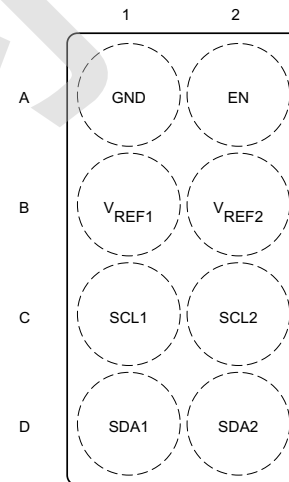 1 2
A GND EN
B VREF1 VREF2
C SCL1 SCL2
D SDA1 SDA2